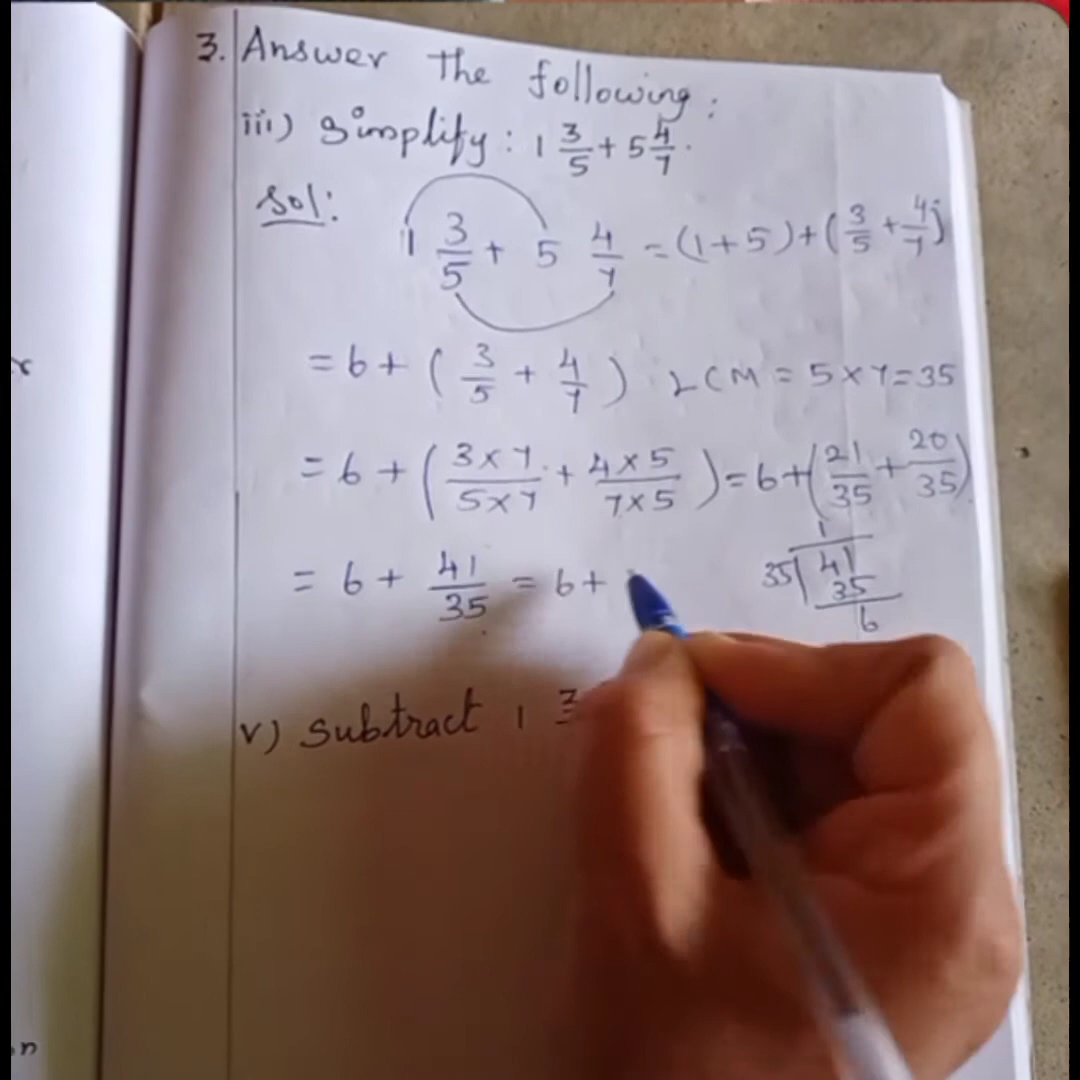 3. Answer the following:
iii) Simplify: 1 3/5 + 5 4/7.
Sol:
1 3/5 + 5 4/7 = (1+5)+(3/5 + 4/7)
= 6 + (3/5 + 4/7) LCM = 5×7=35
= 6 + (3×7/5×7 + 4×5/7×5) = 6+(21/35 + 20/35)
= 6 + 41/35 = 6+
1
35 41
35
6
v) Subtract 1 3
n